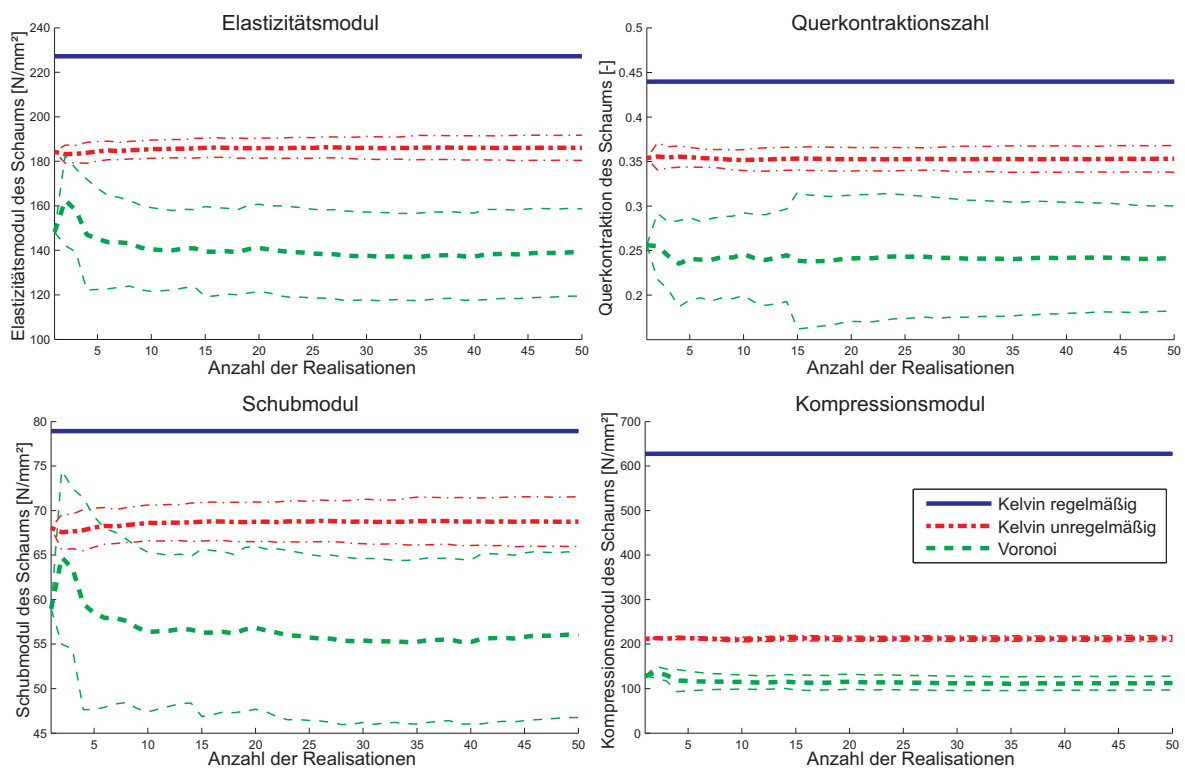 Elastizitätsmodul
Elastizitätsmodul des Schaums [N/mm²]
240
220
200
180
160
140
120
100
5 10 15 20 25 30 35 40 45 50
Anzahl der Realisationen
Querkontraktionszahl
Querkontraktion des Schaums [-]
0.5
0.45
0.4
0.35
0.3
0.25
0.2
5 10 15 20 25 30 35 40 45 50
Anzahl der Realisationen
Schubmodul
Schubmodul des Schaums [N/mm²]
80
75
70
65
60
55
50
45
5 10 15 20 25 30 35 40 45 50
Anzahl der Realisationen
Kompressionsmodul
Kompressionsmodul des Schaums [N/mm²]
700
600
500
400
300
200
100
0
5 10 15 20 25 30 35 40 45 50
Anzahl der Realisationen
Kelvin regelmäßig
Kelvin unregelmäßig
Voronoi